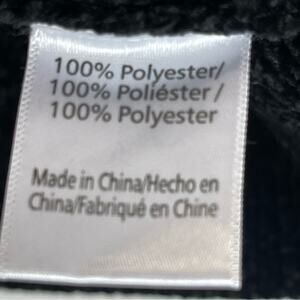 100% Polyester/
100% Poliéster /
100% Polyester
Made in China/Hecho en
China/Fabriqué en Chine